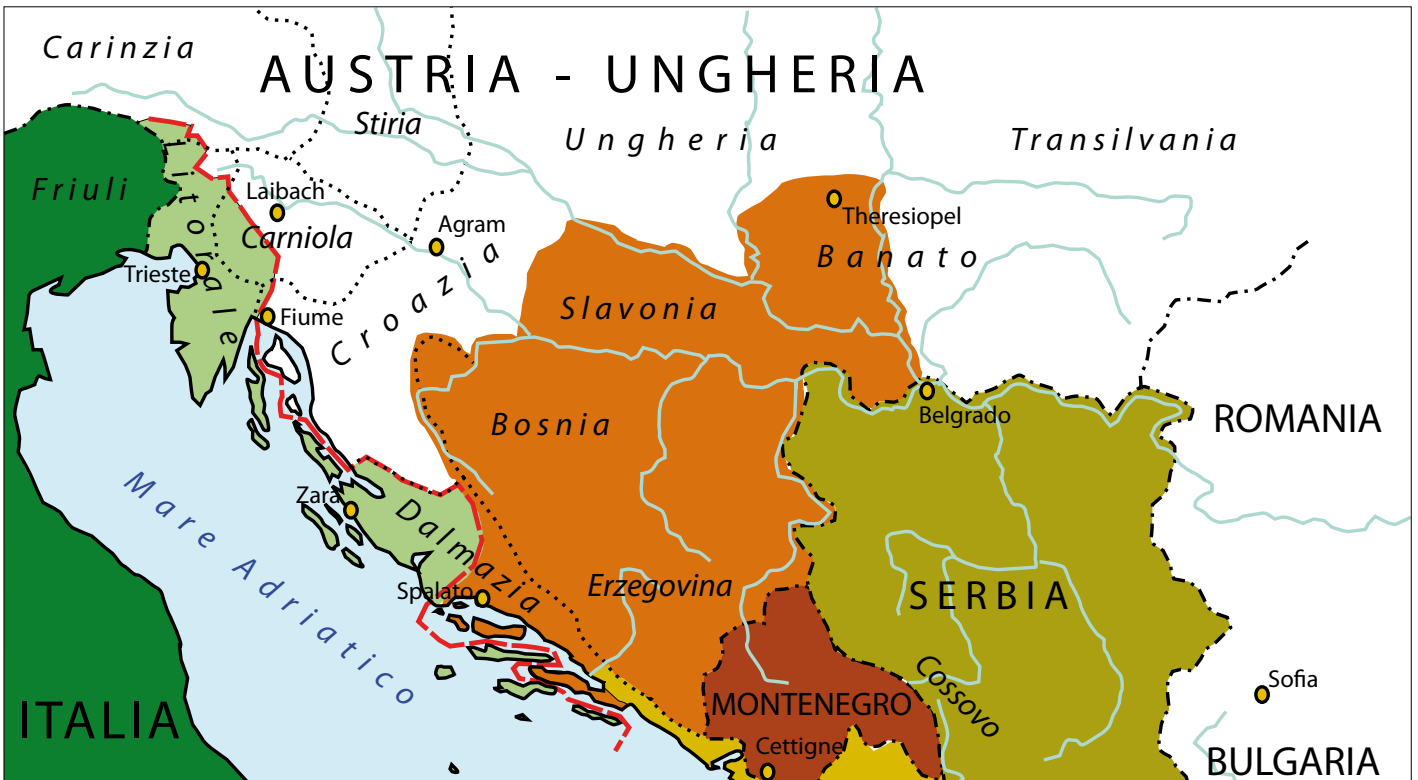 Carinzia
AUSTRIA - UNGHERIA
Stiria
Ungheria
Transilvania
Friuli
Litorale
Laibach
Carniola
Agram
Theresiopel
Banato
Trieste
Fiume
Croazia
Slavonia
Belgrado
ROMANIA
Bosnia
Zara
Dalmazia
Mare Adriatico
Spalato
Erzegovina
SERBIA
Cossovo
Sofia
ITALIA
MONTENEGRO
Cettigne
BULGARIA